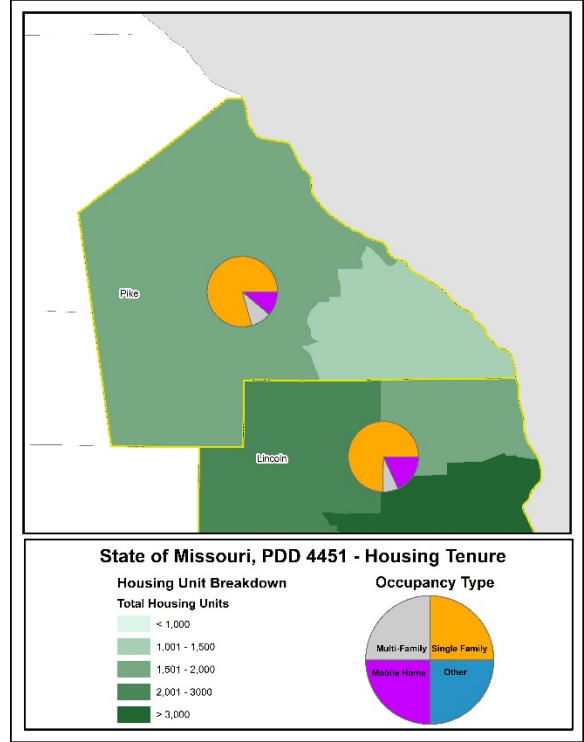 Pike
Lincoln
State of Missouri, PDD 4451 - Housing Tenure
Housing Unit Breakdown
Total Housing Units
< 1,000
1,001 - 1,500
1,501 - 2,000
2,001 - 3000
> 3,000
Occupancy Type
Multi-Family Single Family
Mobile Home Other